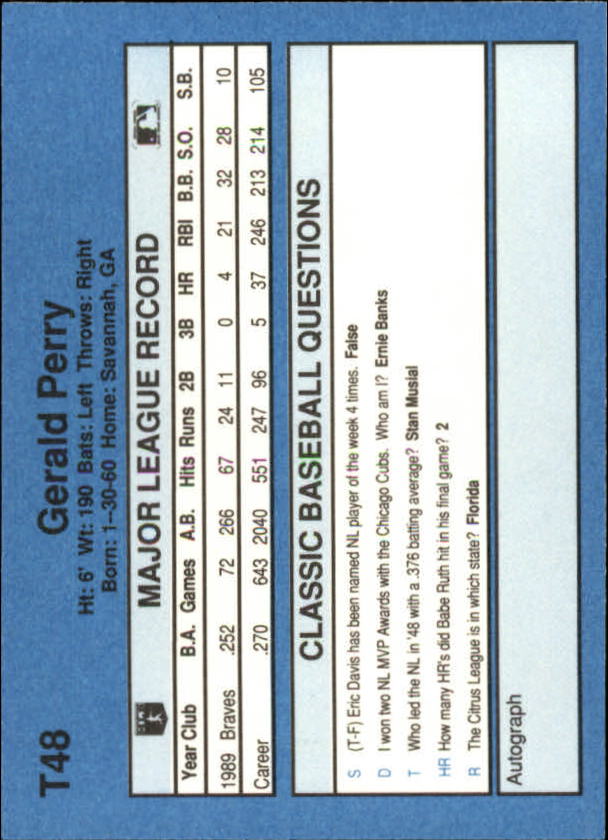 T48 Gerald Perry
Ht: 6' Wt: 190 Bats: Left Throws: Right
Born: 1-30-60 Home: Savannah, GA
MAJOR LEAGUE RECORD
Year Club B.A. Games A.B. Hits Runs 2B 3B HR RBI B.B. S.O. S.B.
1989 Braves .252 72 266 67 24 11 0 4 21 32 28 10
Career .270 643 2040 551 247 96 5 37 246 213 214 105
CLASSIC BASEBALL QUESTIONS
S (T-F) Eric Davis has been named NL player of the week 4 times. False
D I won two NL MVP Awards with the Chicago Cubs. Who am I? Ernie Banks
T Who led the NL in '48 with a .376 batting average? Stan Musial
HR How many HR's did Babe Ruth hit in his final game? 2
R The Citrus League is in which state? Florida
Autograph